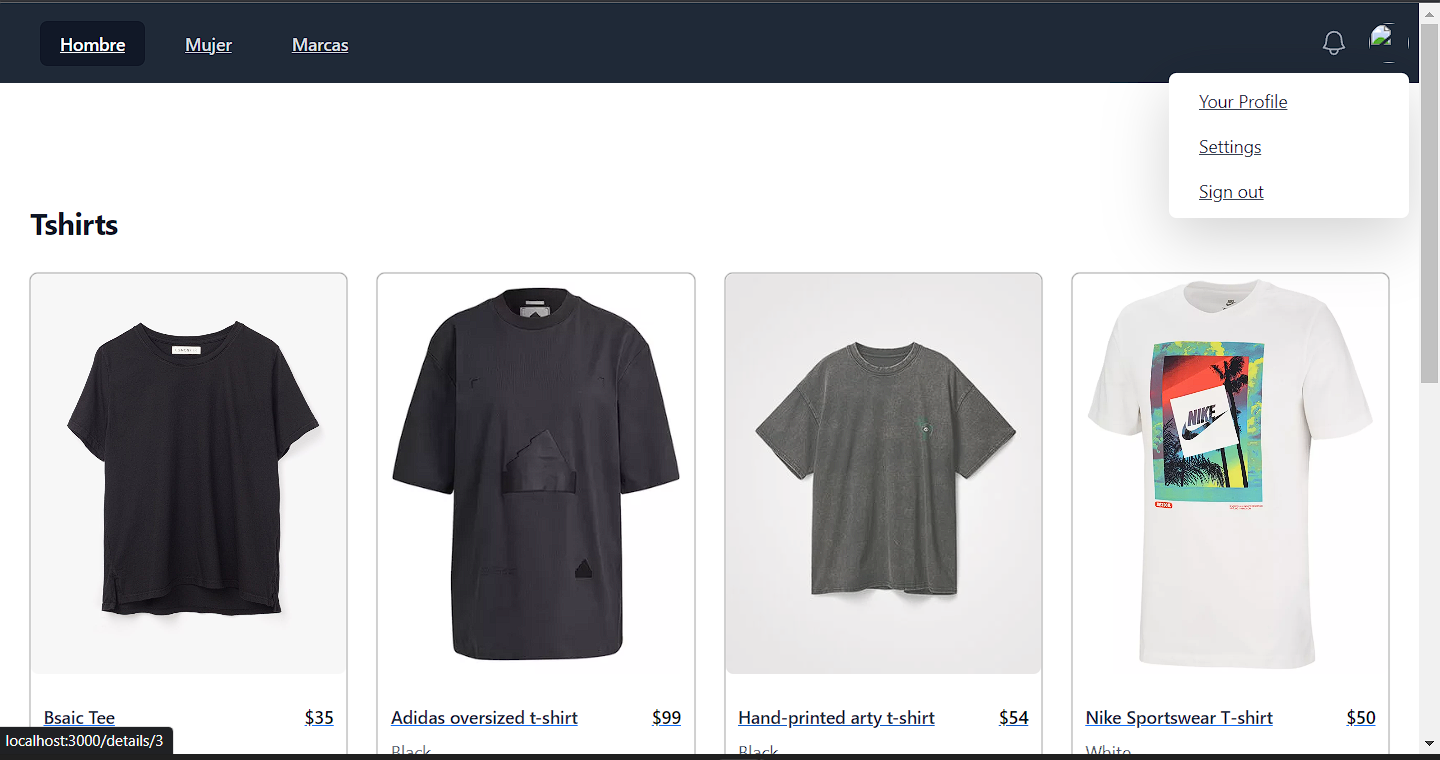 Hombre Mujer Marcas
Your Profile
Settings
Sign out
Tshirts
NIKE
Bsaic Tee $35
Adidas oversized t-shirt $99
Hand-printed arty t-shirt $54
Nike Sportswear T-shirt $50
Black
Black
White
localhost:3000/details/3